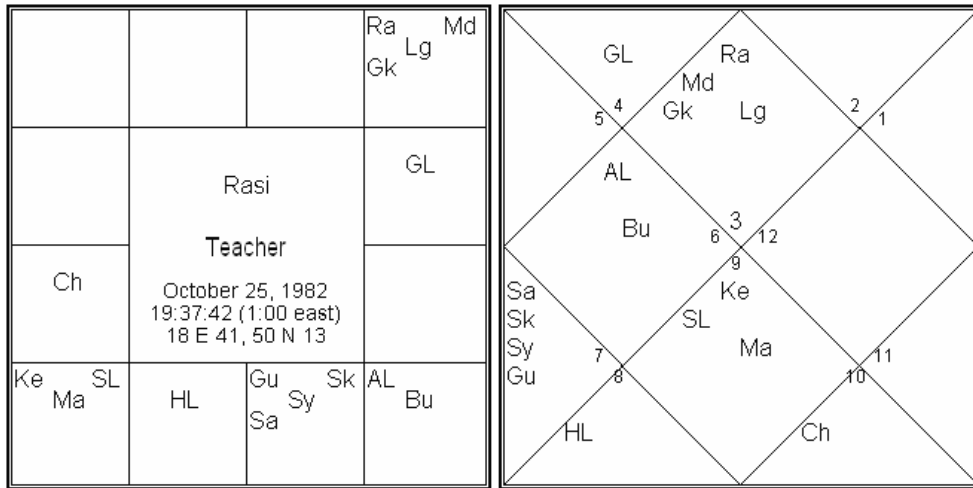 Ra Md
Lg
Gk
GL
Rasi
Teacher
October 25, 1982
19:37:42 (1:00 east)
18 E 41, 50 N 13
Ch
Ke SL
Ma
HL
Gu Sk
Sy
Sa
AL
Bu
GL
Ra
Md
Gk Lg
5 4
2 1
AL
Bu
3
6 12
9
Sa
Sk
Sy
Gu
Ke
SL
Ma
7
8
11
10
HL
Ch